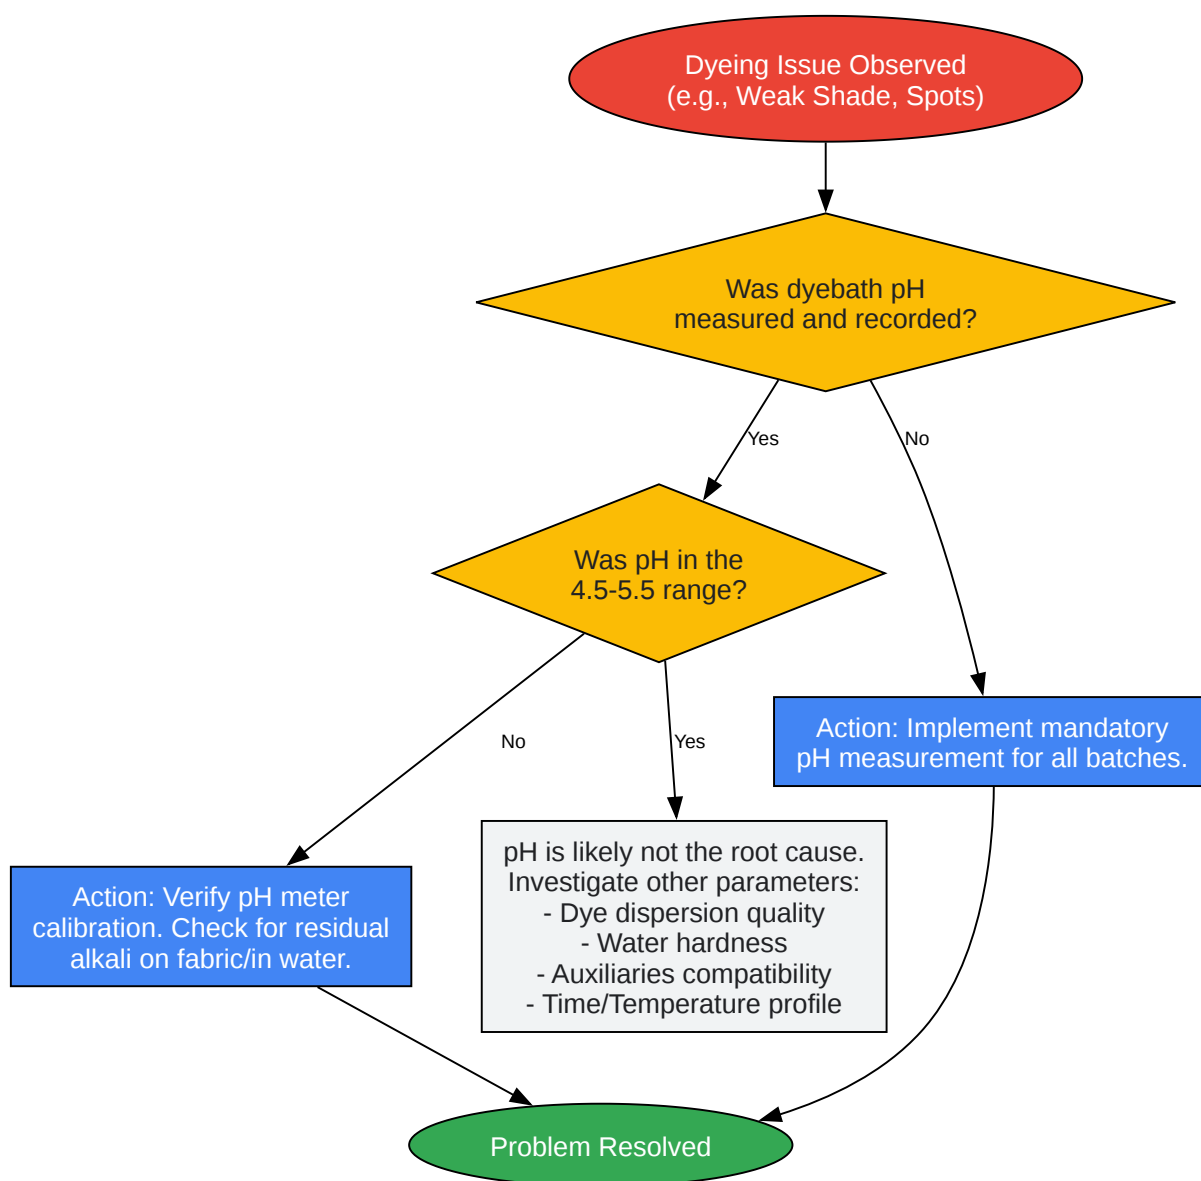 Dyeing Issue Observed
(e.g., Weak Shade, Spots)
Was dyebath pH
measured and recorded?
Yes
No
Was pH in the
4.5-5.5 range?
No
Yes
Action: Implement mandatory
pH measurement for all batches.
pH is likely not the root cause.
Investigate other parameters:
- Dye dispersion quality
- Water hardness
- Auxiliaries compatibility
- Time/Temperature profile
Action: Verify pH meter
calibration. Check for residual
alkali on fabric/in water.
Problem Resolved